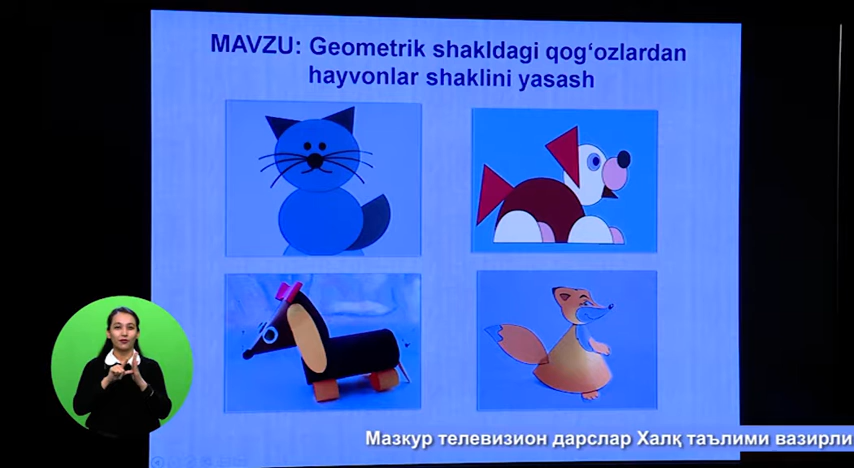 MAVZU: Geometrik shakldagi qog‘ozlardan
hayvonlar shaklini yasash
Мазкур телевизион дарслар Халқ таълими вазирли